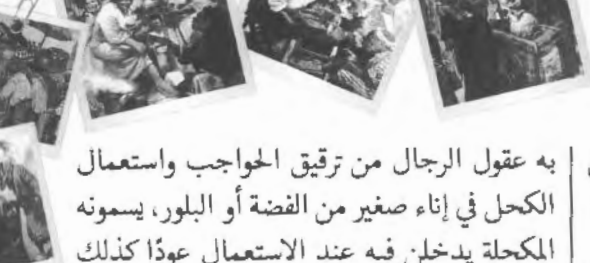 به عقول الرجال من ترقيق الحواجب واستعمال
الكحل في إناء صغير من الفضة أو البلور، يسمونه
المكحلة يدخلن فيه عند الاستعمال عودًا كذلك